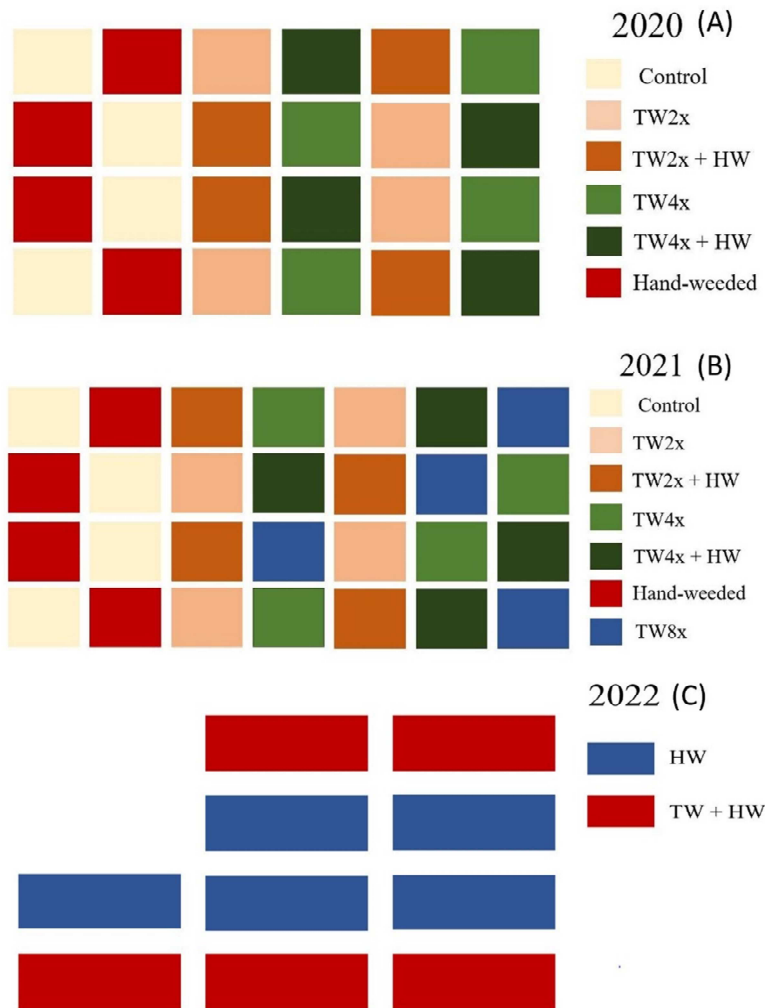 2020 (A)
Control
TW2x
TW2x + HW
TW4x
TW4x + HW
Hand-weeded
2021 (B)
Control
TW2x
TW2x + HW
TW4x
TW4x + HW
Hand-weeded
TW8x
2022 (C)
HW
TW + HW